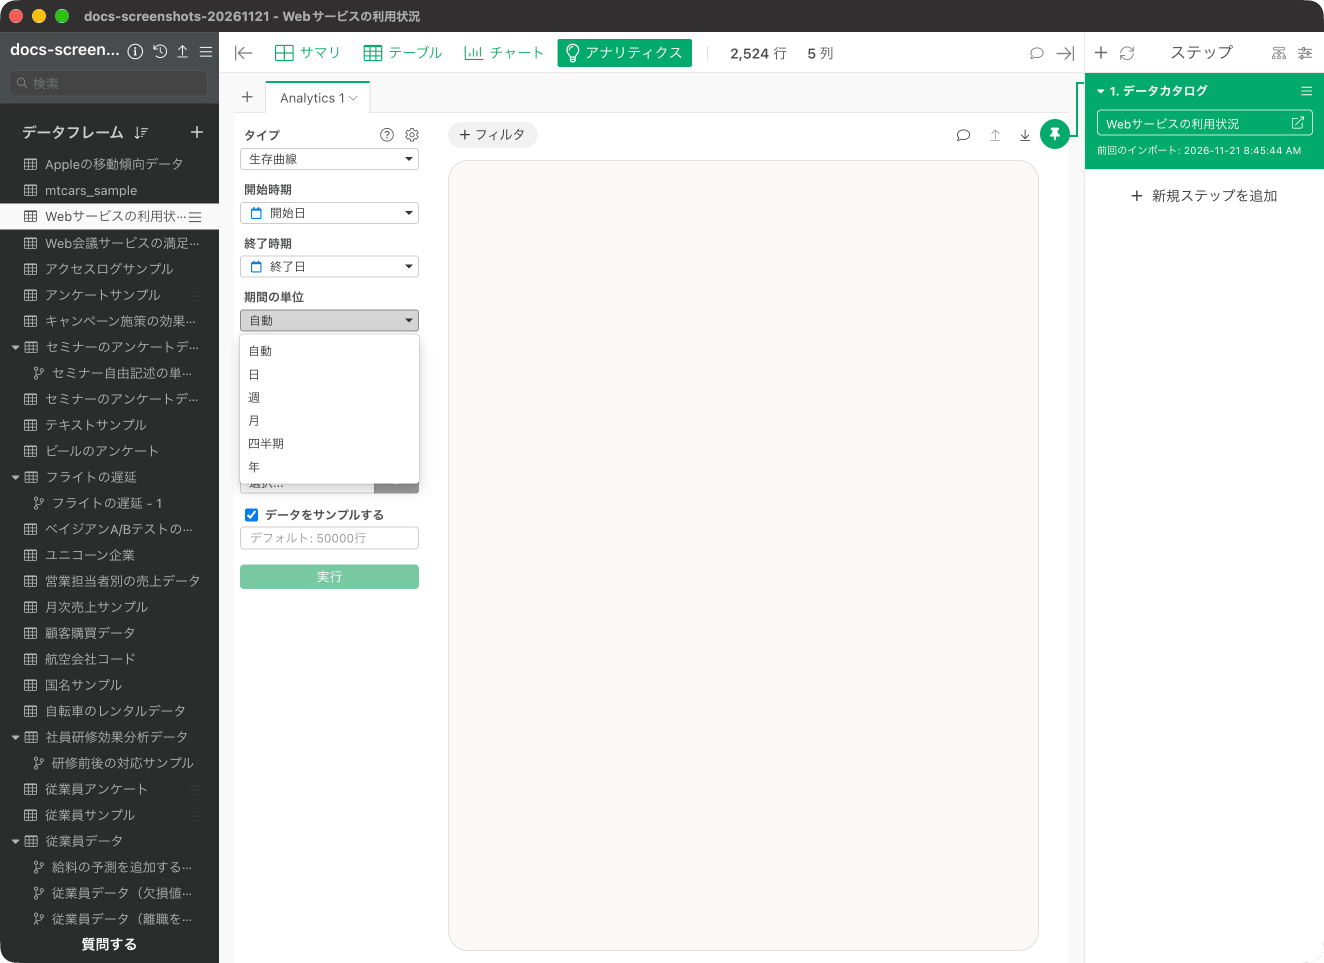 docs-screenshots-20261121 - Webサービスの利用状況
docs-screen...
検索
データフレーム
Appleの移動傾向データ
mtcars_sample
Webサービスの利用状…
Web会議サービスの満足…
アクセスログサンプル
アンケートサンプル
キャンペーン施策の効果…
セミナーのアンケートデ…
セミナー自由記述の単…
セミナーのアンケートデ…
テキストサンプル
ビールのアンケート
フライトの遅延
フライトの遅延 - 1
ベイジアンA/Bテストの…
ユニコーン企業
営業担当者別の売上データ
月次売上サンプル
顧客購買データ
航空会社コード
国名サンプル
自転車のレンタルデータ
社員研修効果分析データ
研修前後の対応サンプル
従業員アンケート
従業員サンプル
従業員データ
給料の予測を追加する…
従業員データ（欠損値…
従業員データ（離職を…
質問する
サマリ
テーブル
チャート
アナリティクス
2,524 行
5 列
Analytics 1
タイプ
生存曲線
開始時期
開始日
終了時期
終了日
期間の単位
自動
自動
日
週
月
四半期
年
選択...
データをサンプルする
デフォルト: 50000行
実行
フィルタ
ステップ
1. データカタログ
Webサービスの利用状況
前回のインポート: 2026-11-21 8:45:44 AM
新規ステップを追加